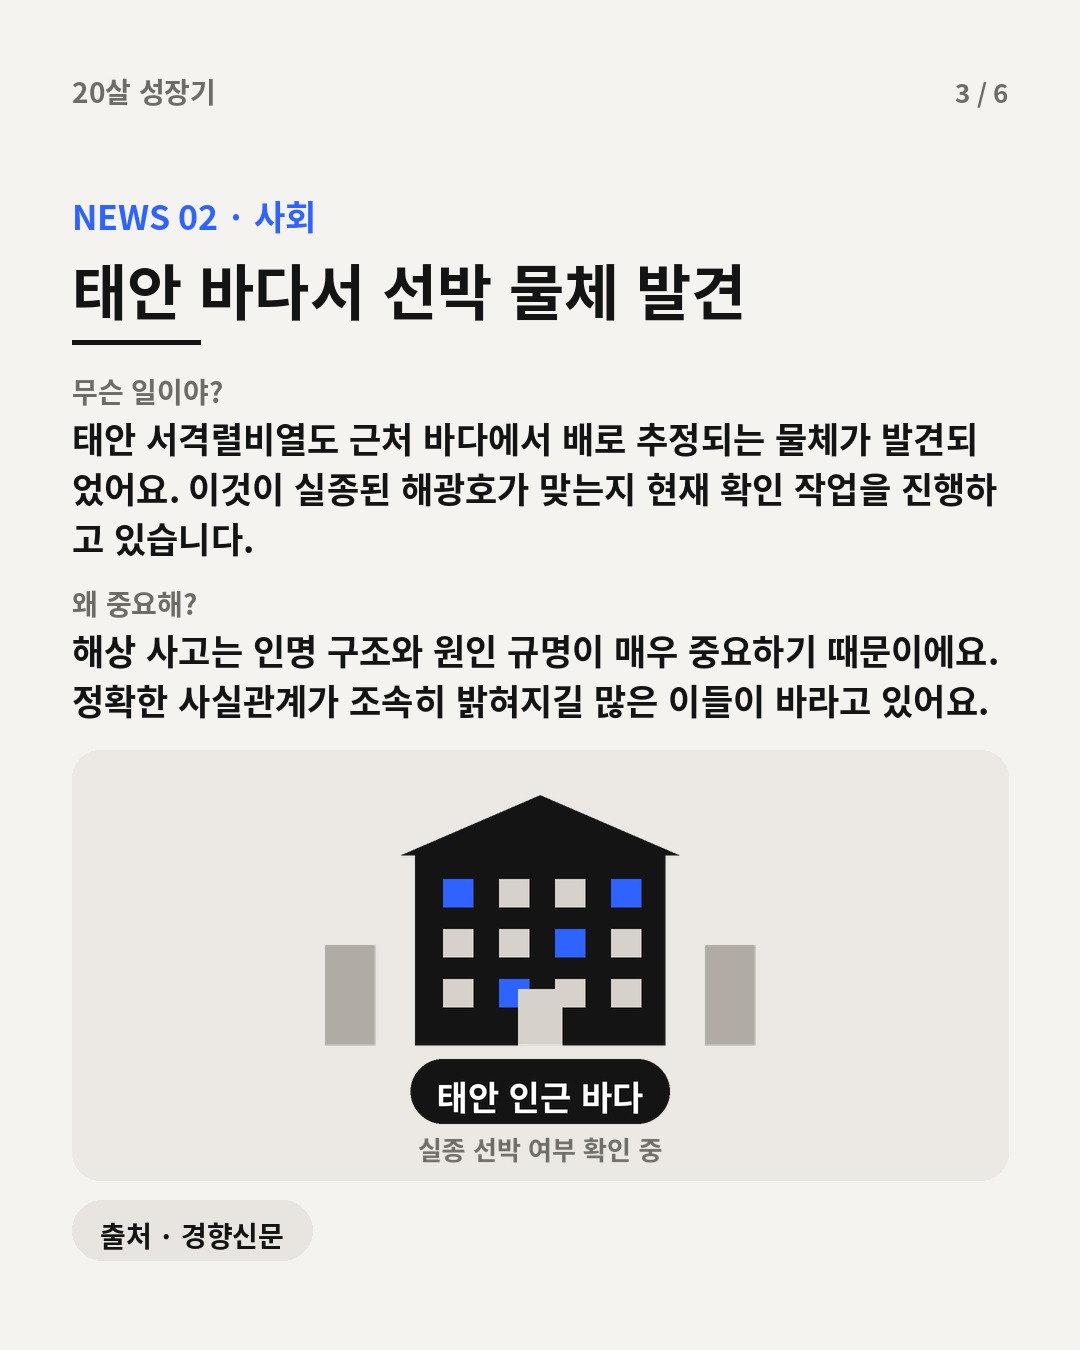 20살 성장기
3 / 6
NEWS 02 · 사회
태안 바다서 선박 물체 발견
무슨 일이야?
태안 서격렬비열도 근처 바다에서 배로 추정되는 물체가 발견되
었어요. 이것이 실종된 해광호가 맞는지 현재 확인 작업을 진행하
고 있습니다.
왜 중요해?
해상 사고는 인명 구조와 원인 규명이 매우 중요하기 때문이에요.
정확한 사실관계가 조속히 밝혀지길 많은 이들이 바라고 있어요.
태안 인근 바다
실종 선박 여부 확인 중
출처 · 경향신문